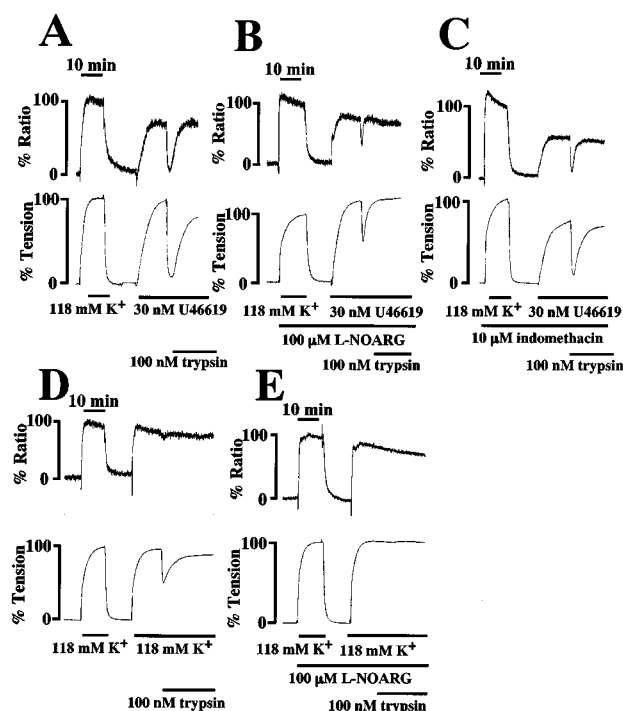 A
B
C
10 min
10 min
10 min
% Ratio
100
0
% Ratio
100
0
% Ratio
100
0
% Tension
100
0
% Tension
100
0
% Tension
100
0
118 mM K+
30 nM U46619
118 mM K+
30 nM U46619
118 mM K+
30 nM U46619
100 µM L-NOARG
10 µM indomethacin
100 nM trypsin
100 nM trypsin
100 nM trypsin
D
E
10 min
10 min
% Ratio
100
0
% Ratio
100
0
% Tension
100
0
% Tension
100
0
118 mM K+
118 mM K+
118 mM K+
118 mM K+
100 µM L-NOARG
100 nM trypsin
100 nM trypsin